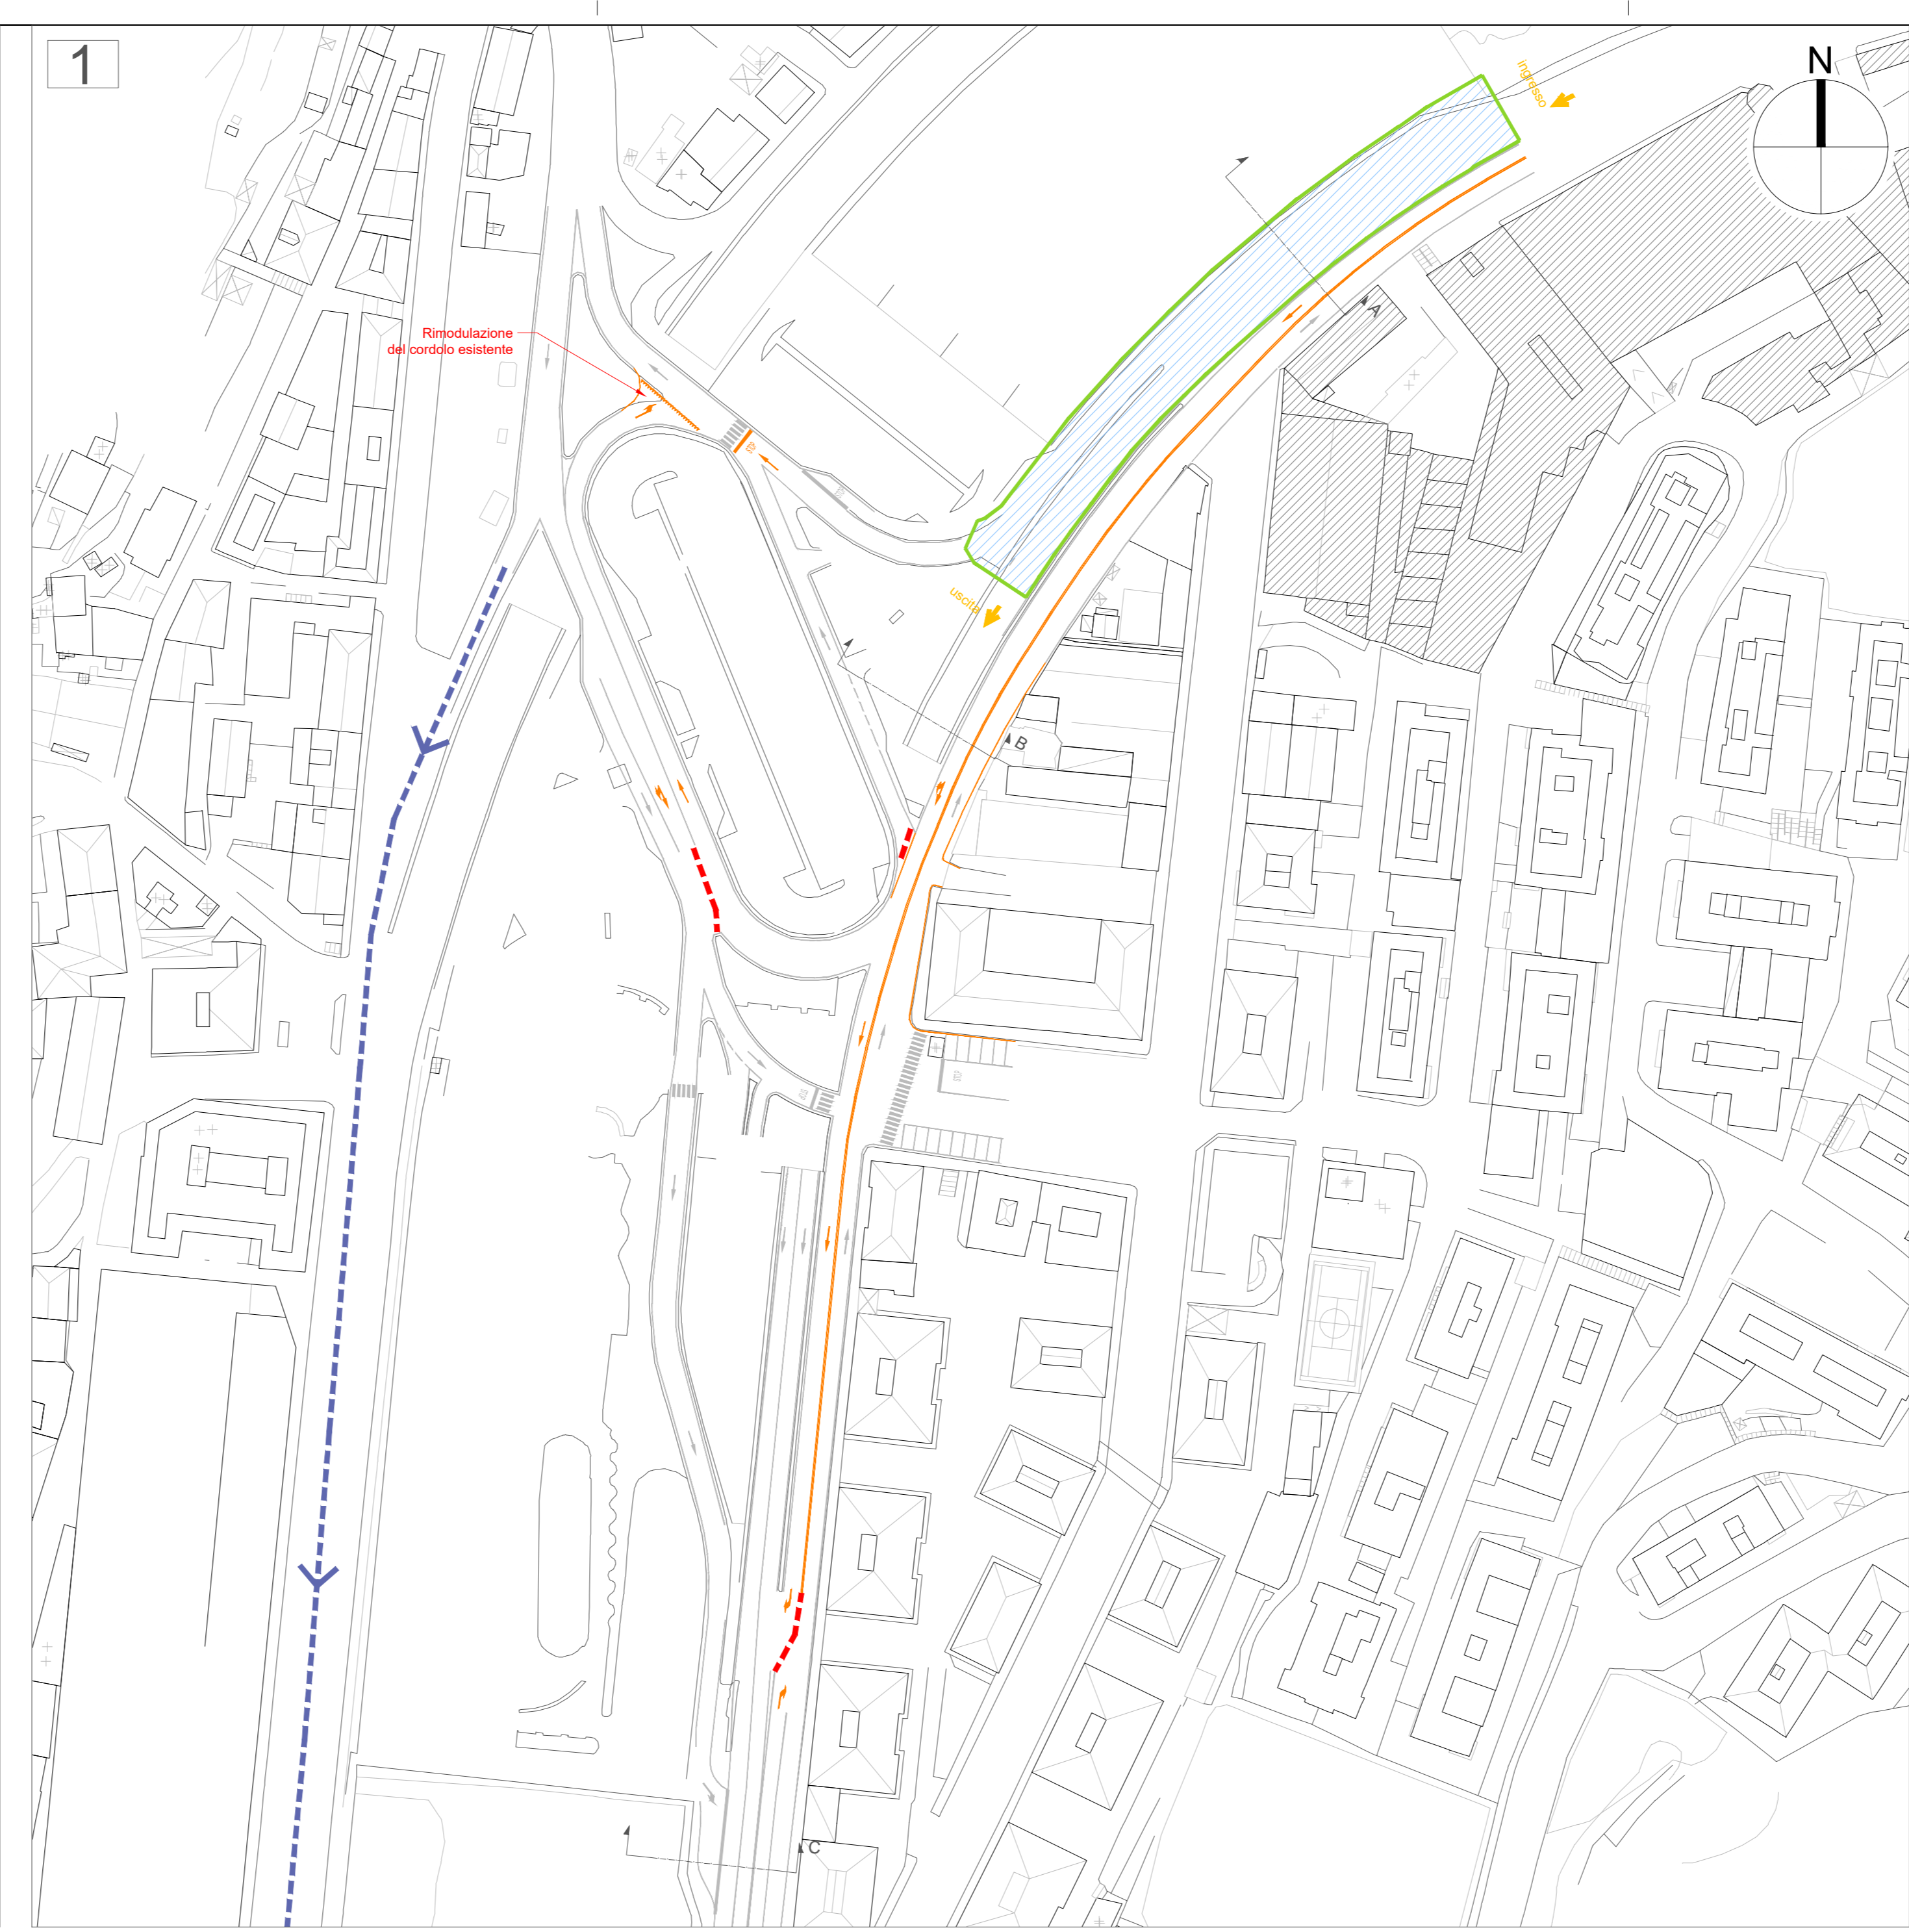 1
N
ingresso
A
Rimodulazione
del cordolo esistente
uscita
B
C